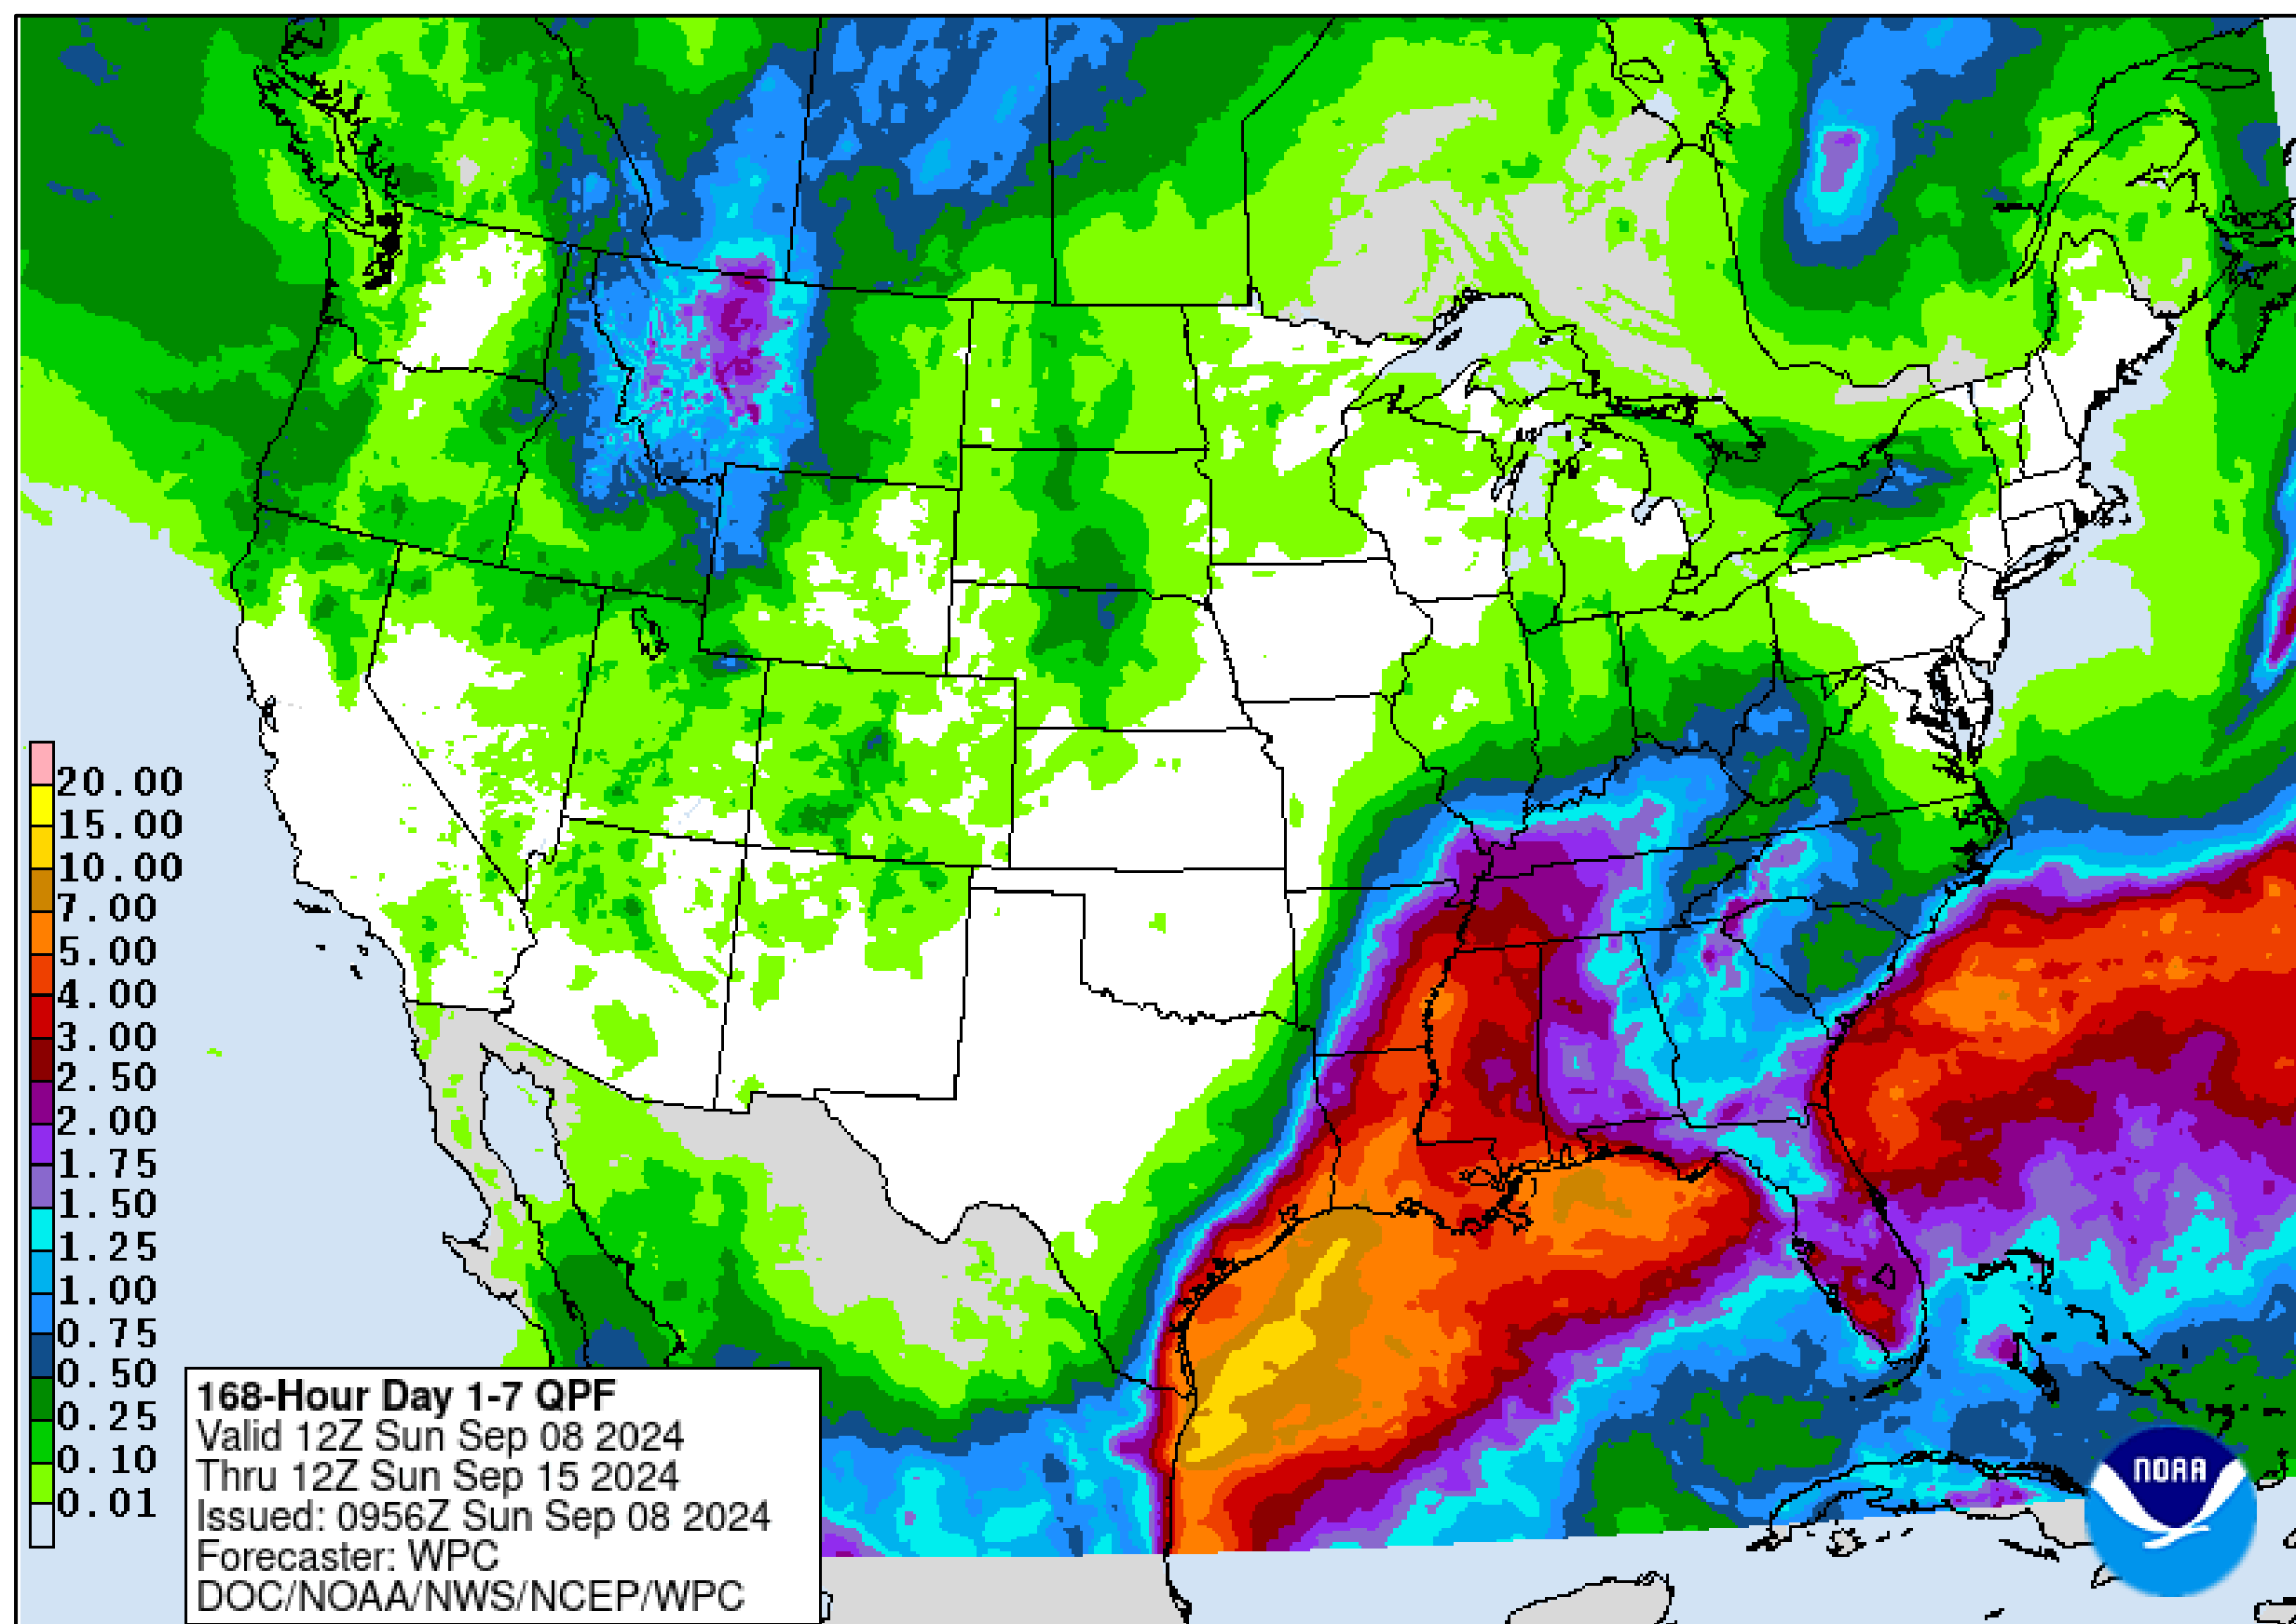 20.00
15.00
10.00
7.00
5.00
4.00
3.00
2.50
2.00
1.75
1.50
1.25
1.00
0.75
0.50
0.25
0.10
0.01
168-Hour Day 1-7 QPF
Valid 12Z Sun Sep 08 2024
Thru 12Z Sun Sep 15 2024
Issued: 0956Z Sun Sep 08 2024
Forecaster: WPC
DOC/NOAA/NWS/NCEP/WPC
NOAA